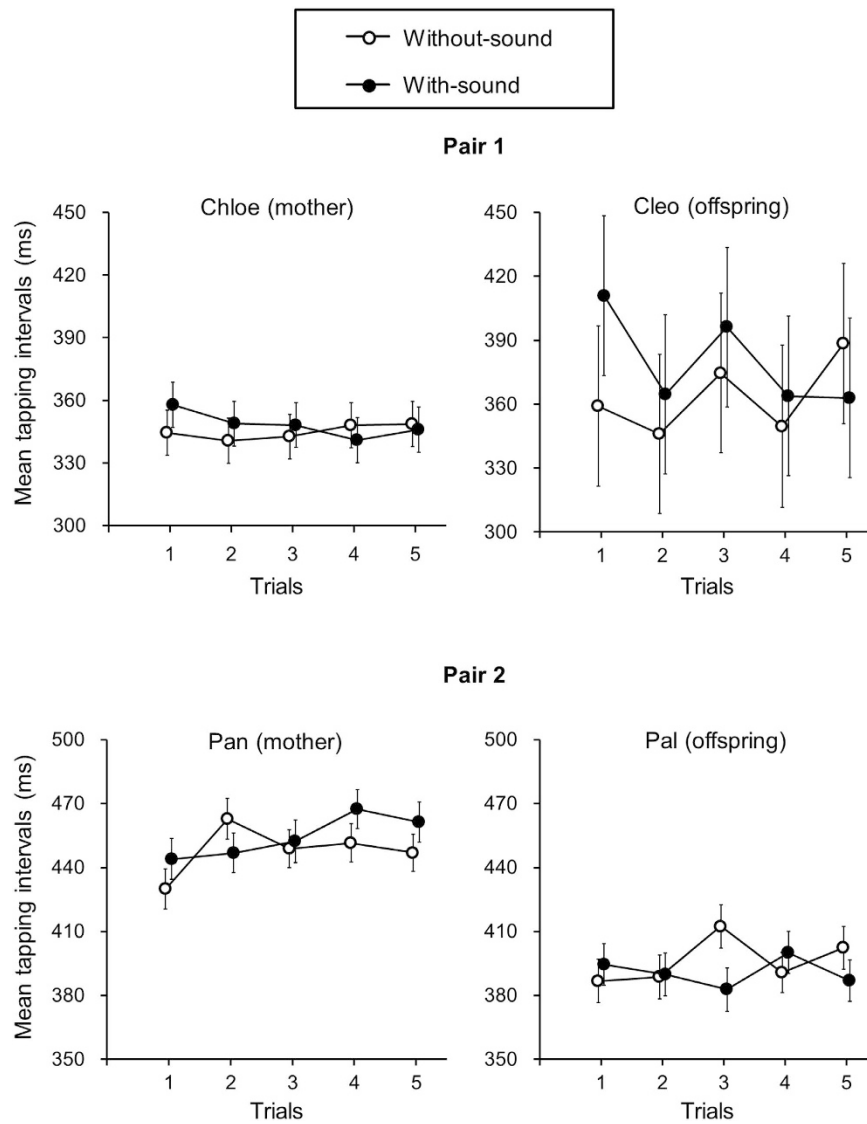 Without-sound
With-sound
Pair 1
Chloe (mother)
Mean tapping intervals (ms)
450
420
390
360
330
300
1 2 3 4 5
Trials
Cleo (offspring)
450
420
390
360
330
300
1 2 3 4 5
Trials
Pair 2
Pan (mother)
Mean tapping intervals (ms)
500
470
440
410
380
350
1 2 3 4 5
Trials
Pal (offspring)
500
470
440
410
380
350
1 2 3 4 5
Trials